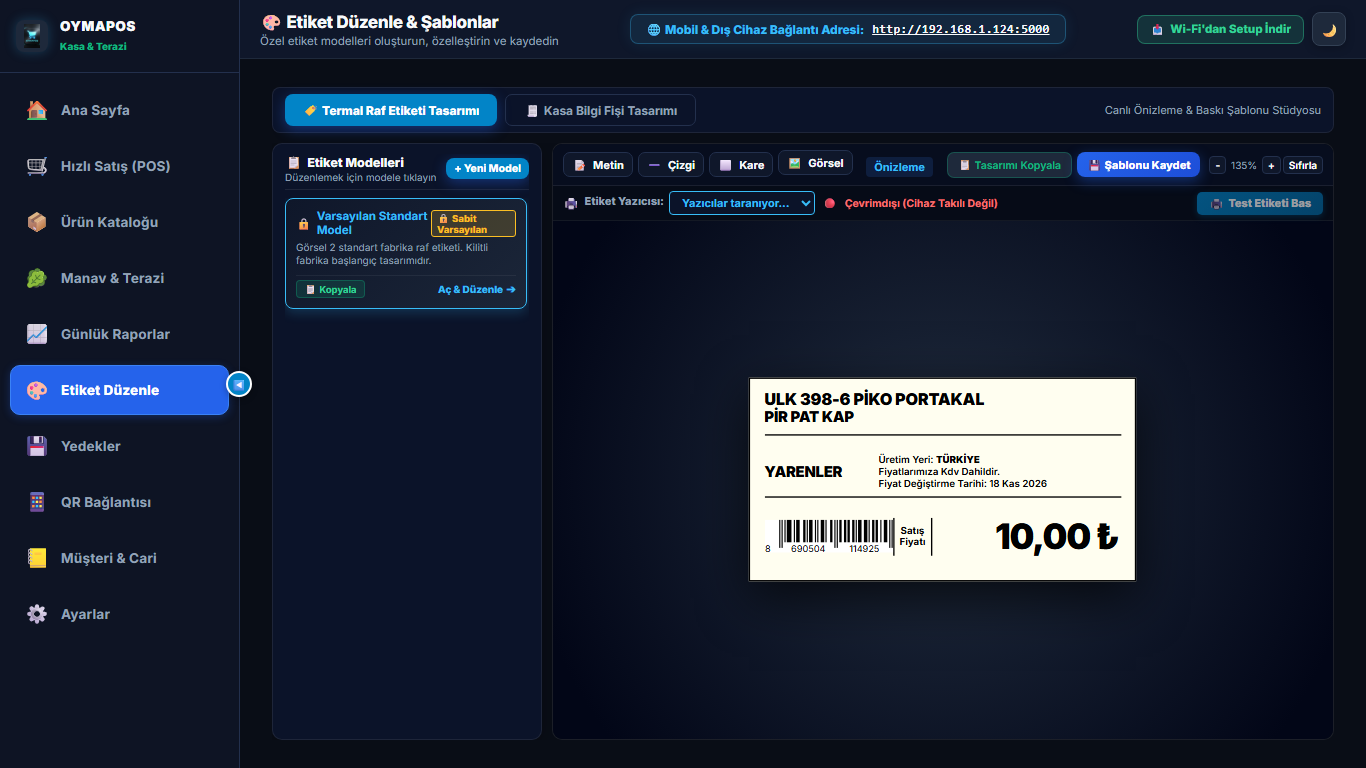 OYMAPOS
Kasa & Terazi
Ana Sayfa
Hızlı Satış (POS)
Ürün Kataloğu
Manav & Terazi
Günlük Raporlar
Etiket Düzenle
Yedekler
QR Bağlantısı
Müşteri & Cari
Ayarlar
Etiket Düzenle & Şablonlar
Özel etiket modelleri oluşturun, özelleştirin ve kaydedin
Mobil & Dış Cihaz Bağlantı Adresi: http://192.168.1.124:5000
Wi-Fi'dan Setup İndir
Termal Raf Etiketi Tasarımı
Kasa Bilgi Fişi Tasarımı
Canlı Önizleme & Baskı Şablonu Stüdyosu
Etiket Modelleri
Düzenlemek için modele tıklayın
+ Yeni Model
Varsayılan Standart
Model
Sabit
Varsayılan
Görsel 2 standart fabrika raf etiketi. Kilitli
fabrika başlangıç tasarımıdır.
Kopyala
Aç & Düzenle ➔
Metin
Çizgi
Kare
Görsel
Önizleme
Tasarımı Kopyala
Şablonu Kaydet
- 135% +
Sıfırla
Etiket Yazıcısı:
Yazıcılar taranıyor...
Çevrimdışı (Cihaz Takılı Değil)
Test Etiketi Bas
ULK 398-6 PİKO PORTAKAL
PİR PAT KAP
YARENLER
Üretim Yeri: TÜRKİYE
Fiyatlarımıza Kdv Dahildir.
Fiyat Değiştirme Tarihi: 18 Kas 2026
8 690504 114925
Satış
Fiyatı
10,00 ₺